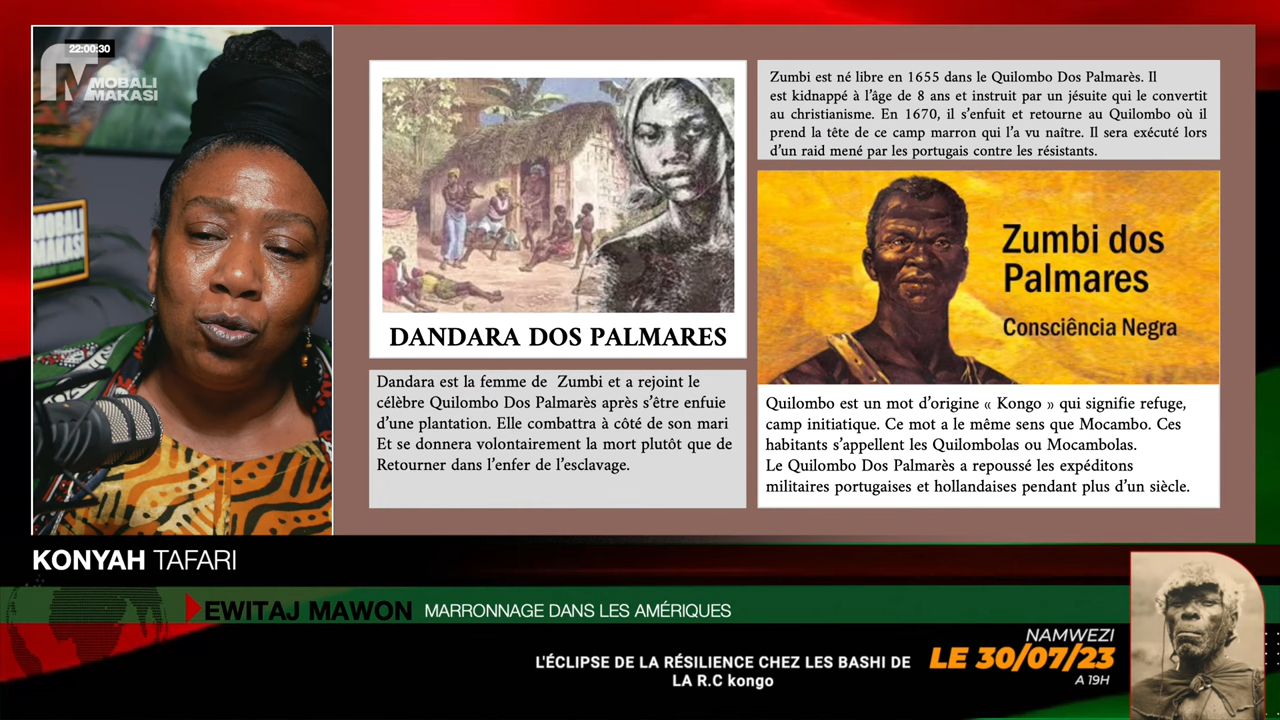 22:00:30
MOBALI
MAKASI
MOBALI
MAKASI
DANDARA DOS PALMARES
Dandara est la femme de Zumbi et a rejoint le
célèbre Quilombo Dos Palmarès après s'être enfuie
d'une plantation. Elle combattra à côté de son mari
Et se donnera volontairement la mort plutôt que de
Retourner dans l'enfer de l'esclavage.
Zumbi est né libre en 1655 dans le Quilombo Dos Palmarès. Il
est kidnappé à l'âge de 8 ans et instruit par un jésuite qui le convertit
au christianisme. En 1670, il s'enfuit et retourne au Quilombo où il
prend la tête de ce camp marron qui l'a vu naître. Il sera exécuté lors
d'un raid mené par les portugais contre les résistants.
Zumbi dos
Palmares
Consciência Negra
Quilombo est un mot d'origine « Kongo » qui signifie refuge,
camp initiatique. Ce mot a le même sens que Mocambo. Ces
habitants s'appellent les Quilombolas ou Mocambolas.
Le Quilombo Dos Palmarès a repoussé les expéditons
militaires portugaises et hollandaises pendant plus d'un siècle.
KONYAH TAFARI
EWITAJ MAWON MARRONNAGE DANS LES AMÉRIQUES
L'ÉCLIPSE DE LA RÉSILIENCE CHEZ LES BASHI DE
LA R.C kongo
NAMWEZI
LE 30/07/23
A 19H